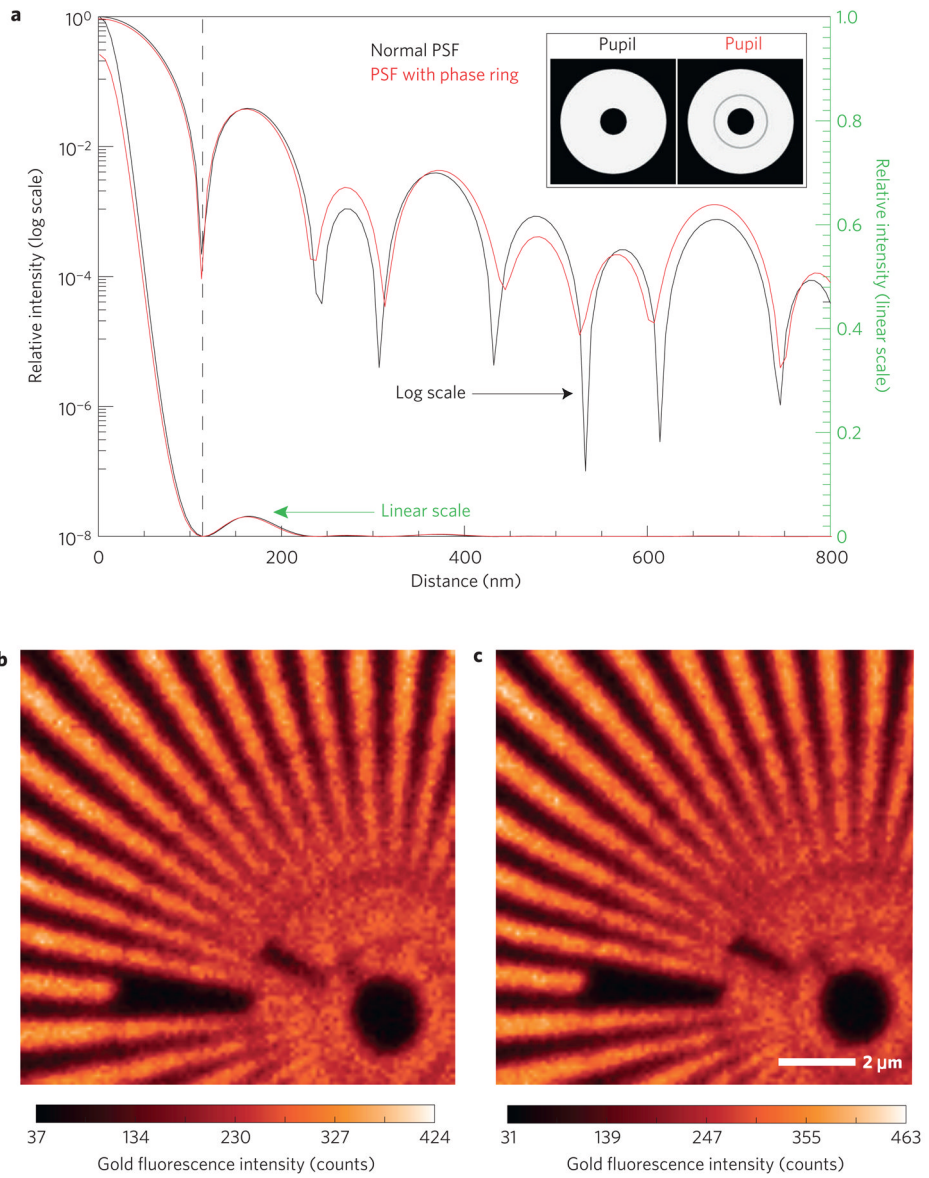 a
10⁰
10⁻²
10⁻⁴
10⁻⁶
10⁻⁸
Relative intensity (log scale)
Normal PSF
PSF with phase ring
Pupil
Pupil
1.0
0.8
0.6
0.4
0.2
0
Relative intensity (linear scale)
Log scale
Linear scale
0
200
400
600
800
Distance (nm)
b
c
2 µm
37
134
230
327
424
Gold fluorescence intensity (counts)
31
139
247
355
463
Gold fluorescence intensity (counts)